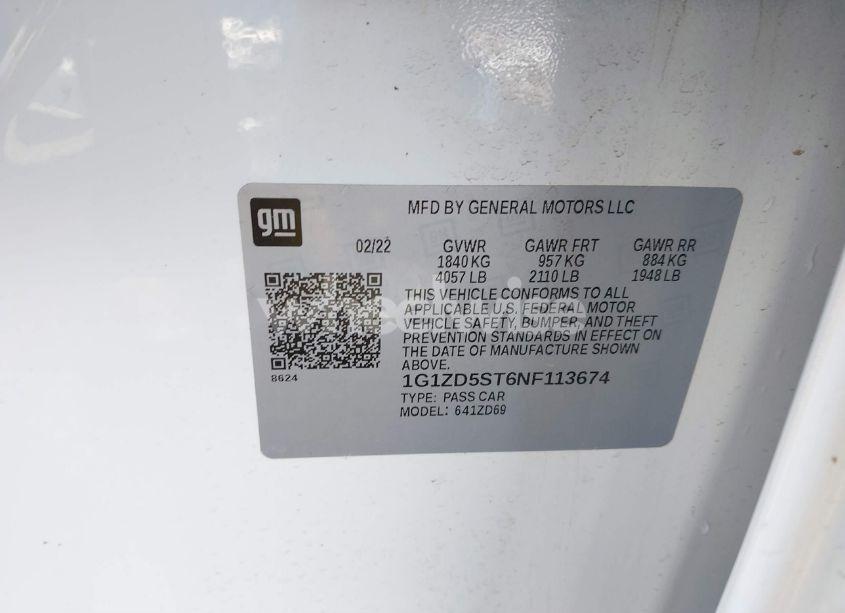 gm
MFD BY GENERAL MOTORS LLC
02/22 GVWR GAWR FRT GAWR RR
1840 KG 957 KG 884 KG
4057 LB 2110 LB 1948 LB
THIS VEHICLE CONFORMS TO ALL
APPLICABLE U.S. FEDERAL MOTOR
VEHICLE SAFETY, BUMPER, AND THEFT
PREVENTION STANDARDS IN EFFECT ON
THE DATE OF MANUFACTURE SHOWN
ABOVE.
8624
1G1ZD5ST6NF113674
TYPE: PASS CAR
MODEL: 641ZD69